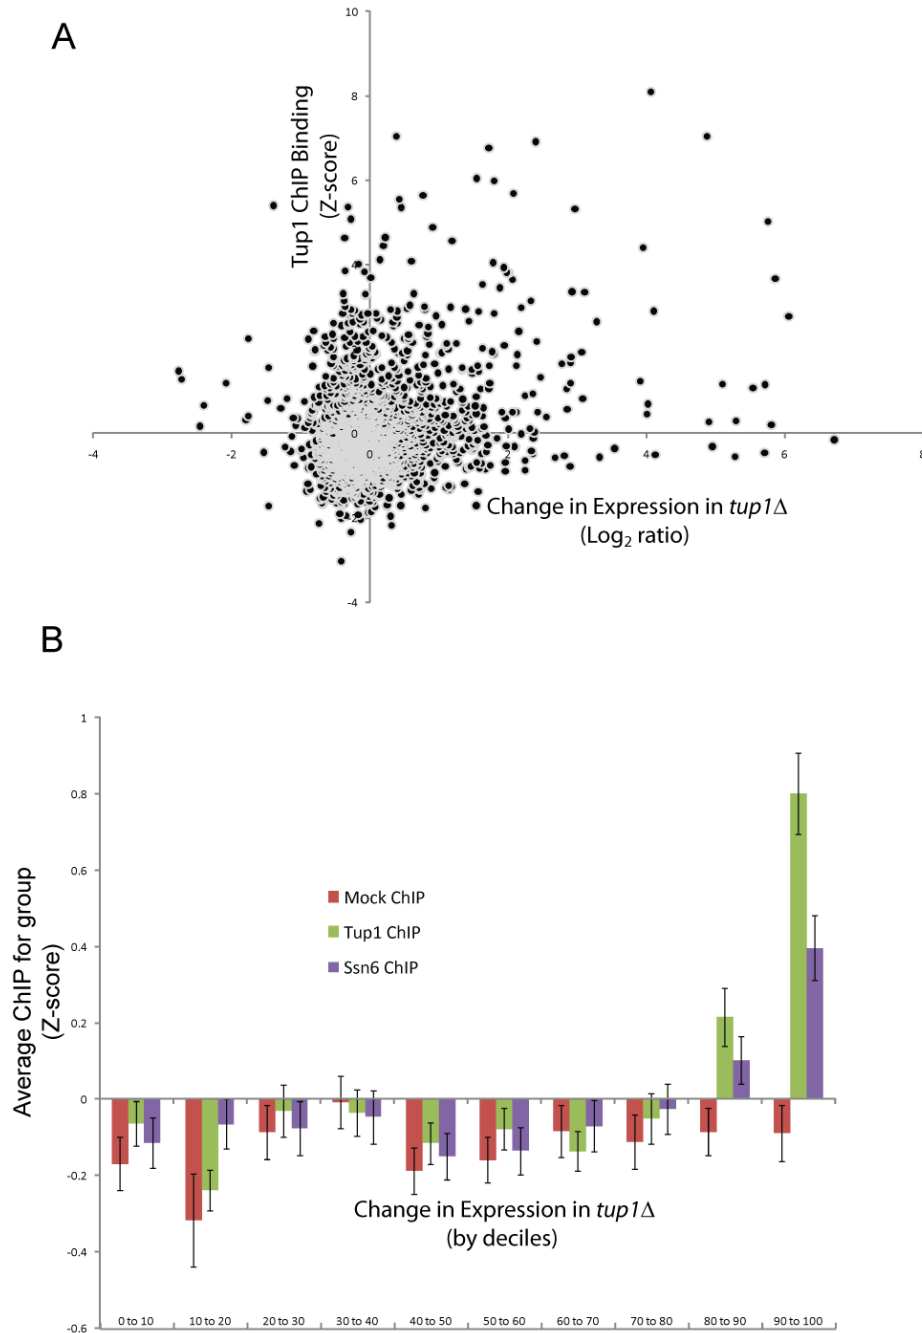 A
10
8
6
4
-4
-2
0
0
2
4
6
8
-2
-4
Tup1 ChIP Binding
(Z-score)
Change in Expression in tup1Δ
(Log2 ratio)
B
1
0.8
0.6
0.4
0.2
0
-0.2
-0.4
-0.6
Average ChIP for group
(Z-score)
Mock ChIP
Tup1 ChIP
Ssn6 ChIP
Change in Expression in tup1Δ
(by deciles)
0 to 10 10 to 20 20 to 30 30 to 40 40 to 50 50 to 60 60 to 70 70 to 80 80 to 90 90 to 100